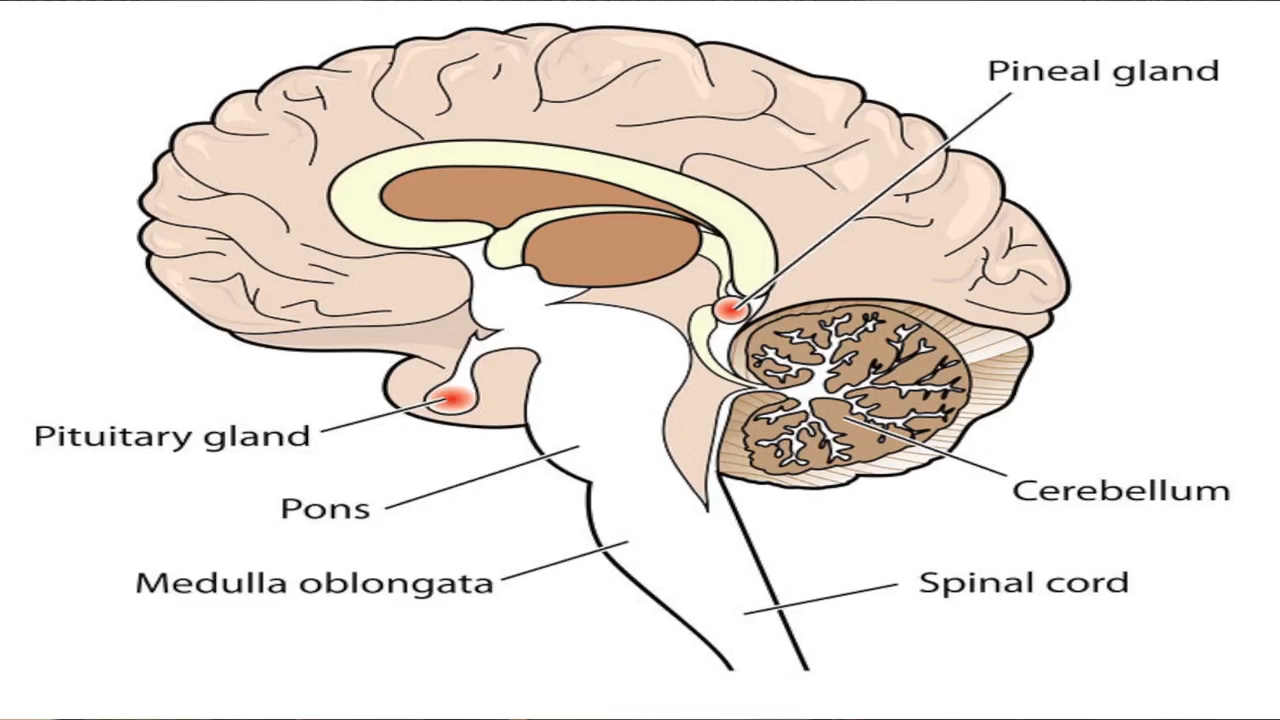 Pineal gland
Pituitary gland
Pons
Cerebellum
Medulla oblongata
Spinal cord